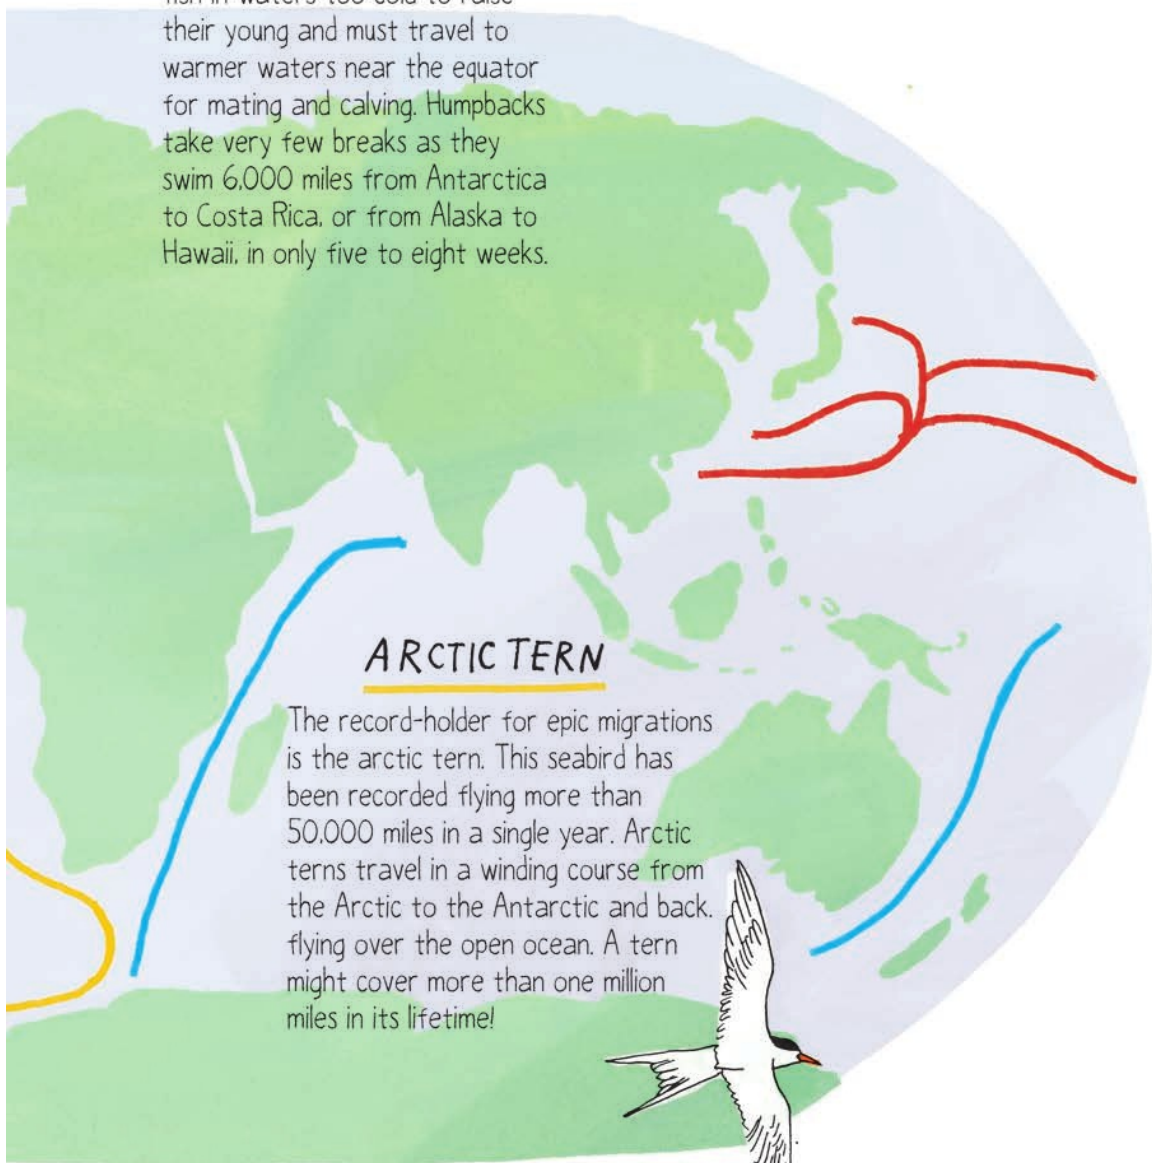 their young and must travel to
warmer waters near the equator
for mating and calving. Humpbacks
take very few breaks as they
swim 6,000 miles from Antarctica
to Costa Rica, or from Alaska to
Hawaii, in only five to eight weeks.
ARCTIC TERN
The record-holder for epic migrations
is the arctic tern. This seabird has
been recorded flying more than
50,000 miles in a single year. Arctic
terns travel in a winding course from
the Arctic to the Antarctic and back,
flying over the open ocean. A tern
might cover more than one million
miles in its lifetime!